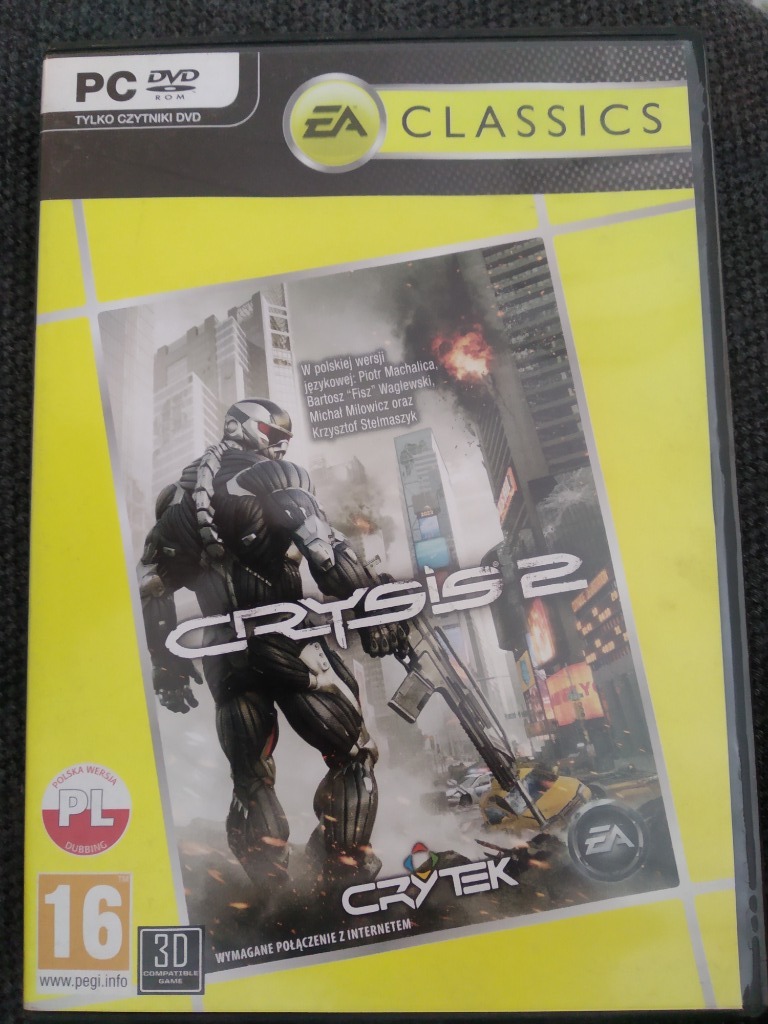 PC DVD
ROM
TYLKO CZYTNIKI DVD
EA CLASSICS
W polskiej wersji
językowej: Piotr Machalica,
Bartosz "Fisz" Waglewski,
Michał Milowicz oraz
Krzysztof Stelmaszyk
CRYSIS 2
POLSKA WERSJA
PL
DUBBING
EA
CRYTEK
16
www.pegi.info
3D
COMPATIBLE
GAME
WYMAGANE POŁĄCZENIE Z INTERNETEM